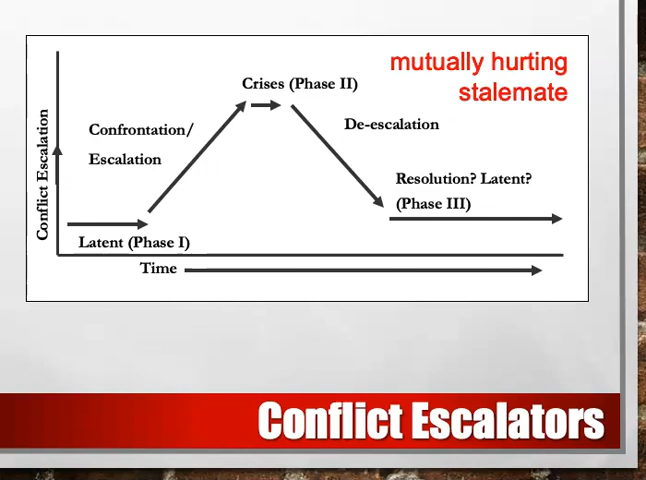 mutually hurting
stalemate
Crises (Phase II)
Confrontation/
Escalation
De-escalation
Resolution? Latent?
(Phase III)
Conflict Escalation
Latent (Phase I)
Time
Conflict Escalators